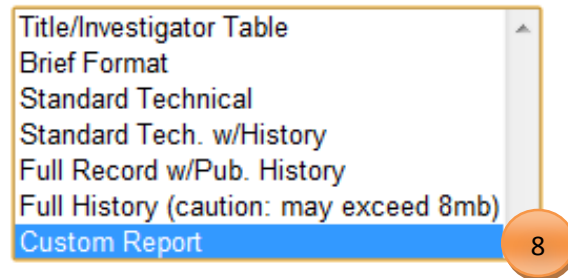 Title/Investigator Table
Brief Format
Standard Technical
Standard Tech. w/History
Full Record w/Pub. History
Full History (caution: may exceed 8mb)
Custom Report
8